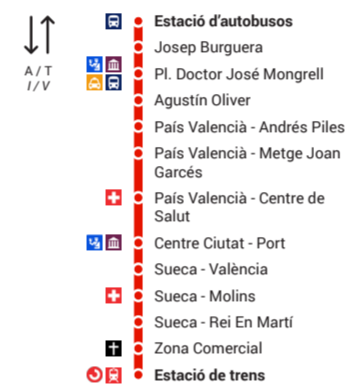 Estació d'autobusos
Josep Burguera
A / T
I / V
Pl. Doctor José Mongrell
Agustín Oliver
País Valencià - Andrés Piles
País Valencià - Metge Joan
Garcés
País Valencià - Centre de
Salut
Centre Ciutat - Port
Sueca - València
Sueca - Molins
Sueca - Rei En Martí
Zona Comercial
Estació de trens